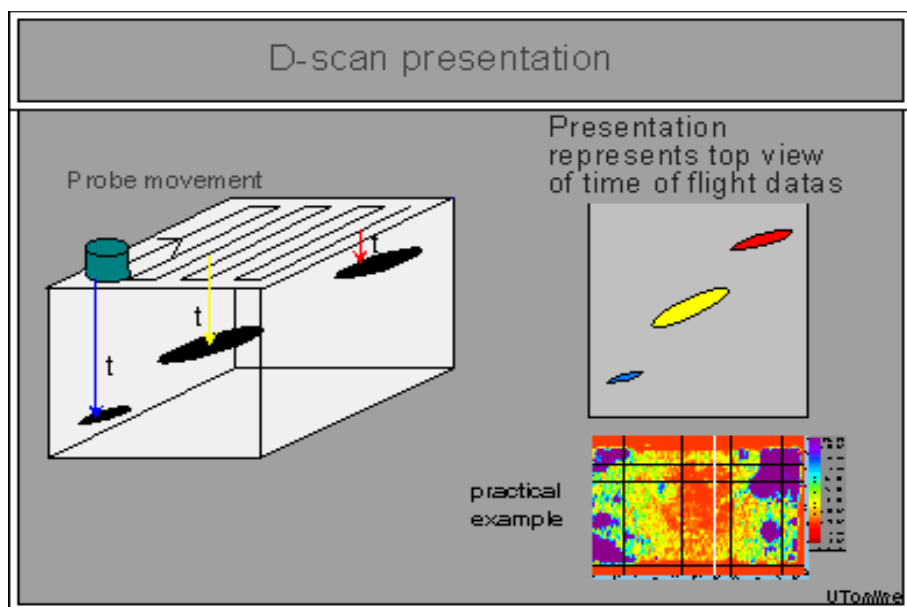 D-scan presentation
Presentation
represents top view
of time of flight datas
Probe movement
t
t
t
practical
example
UTonline